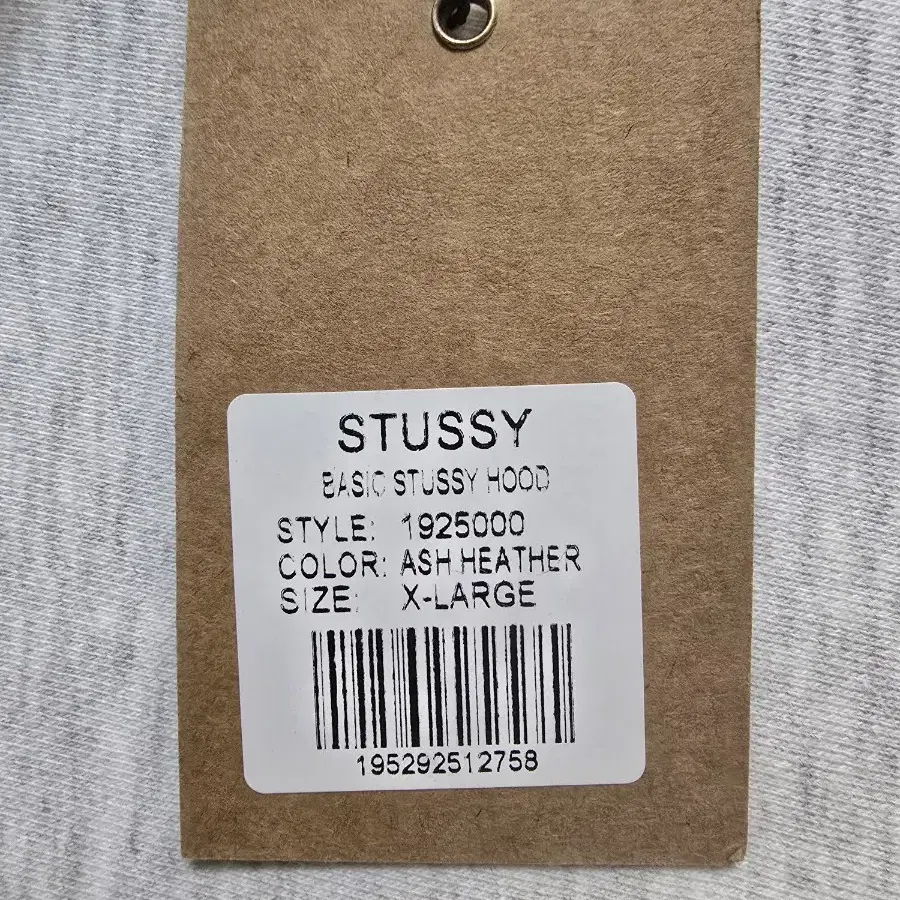 STUSSY
BASIC STUSSY HOOD
STYLE: 1925000
COLOR: ASH HEATHER
SIZE: X-LARGE
195292512758